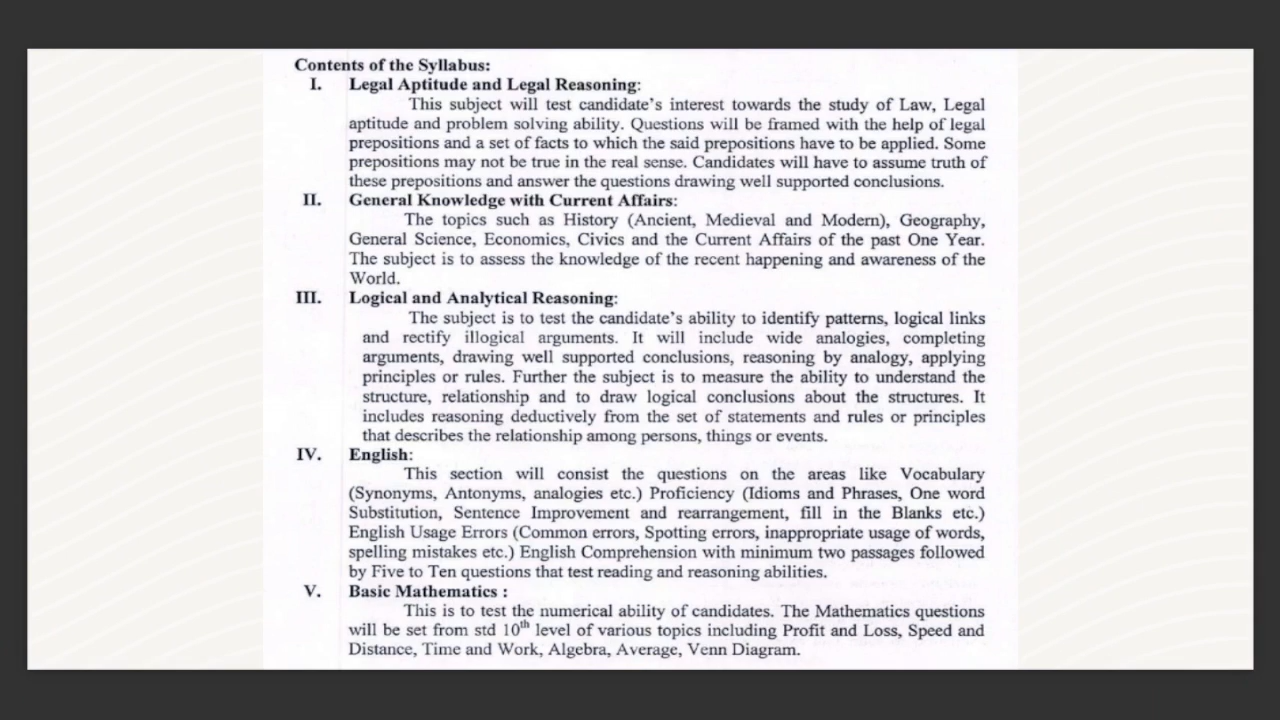 Contents of the Syllabus:
I. Legal Aptitude and Legal Reasoning:
This subject will test candidate's interest towards the study of Law, Legal
aptitude and problem solving ability. Questions will be framed with the help of legal
prepositions and a set of facts to which the said prepositions have to be applied. Some
prepositions may not be true in the real sense. Candidates will have to assume truth of
these prepositions and answer the questions drawing well supported conclusions.
II. General Knowledge with Current Affairs:
The topics such as History (Ancient, Medieval and Modern), Geography,
General Science, Economics, Civics and the Current Affairs of the past One Year.
The subject is to assess the knowledge of the recent happening and awareness of the
World.
III. Logical and Analytical Reasoning:
The subject is to test the candidate's ability to identify patterns, logical links
and rectify illogical arguments. It will include wide analogies, completing
arguments, drawing well supported conclusions, reasoning by analogy, applying
principles or rules. Further the subject is to measure the ability to understand the
structure, relationship and to draw logical conclusions about the structures. It
includes reasoning deductively from the set of statements and rules or principles
that describes the relationship among persons, things or events.
IV. English:
This section will consist the questions on the areas like Vocabulary
(Synonyms, Antonyms, analogies etc.) Proficiency (Idioms and Phrases, One word
Substitution, Sentence Improvement and rearrangement, fill in the Blanks etc.)
English Usage Errors (Common errors, Spotting errors, inappropriate usage of words,
spelling mistakes etc.) English Comprehension with minimum two passages followed
by Five to Ten questions that test reading and reasoning abilities.
V. Basic Mathematics :
This is to test the numerical ability of candidates. The Mathematics questions
will be set from std 10th level of various topics including Profit and Loss, Speed and
Distance, Time and Work, Algebra, Average, Venn Diagram.